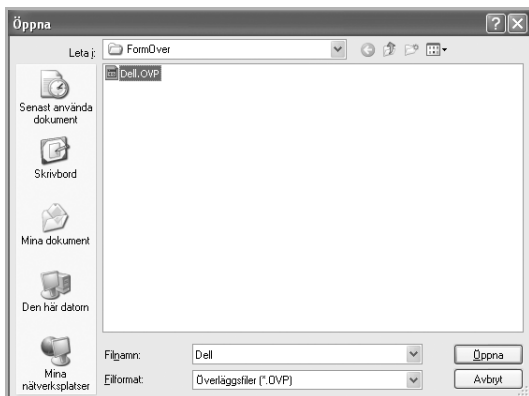 Öppna
Leta i:
FormOver
Dell.OVP
Senast använda
dokument
Skrivbord
Mina dokument
Den här datorn
Mina
nätverksplatser
Filnamn:
Dell
Öppna
Filformat:
Överläggsfiler (*.OVP)
Avbryt